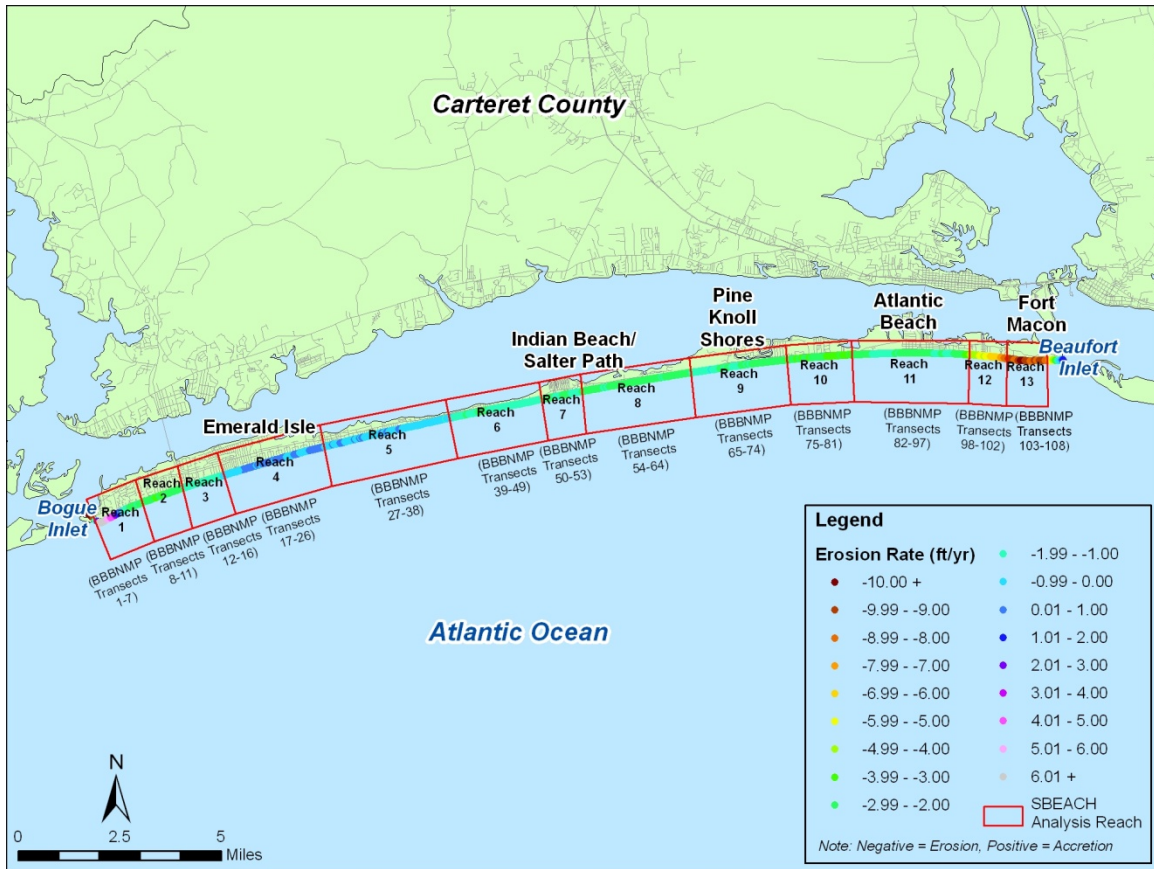 Carteret County
Pine
Knoll
Shores
Atlantic
Beach
Fort
Macon
Beaufort
Inlet
Indian Beach/
Salter Path
Emerald Isle
Bogue
Inlet
Reach
1
Reach
2
Reach
3
Reach
4
Reach
5
Reach
6
Reach
7
Reach
8
Reach
9
Reach
10
Reach
11
Reach
12
Reach
13
(BBBNMP
Transects
1-7)
(BBBNMP
Transects
8-11)
(BBBNMP
Transects
12-16)
(BBBNMP
Transects
17-26)
(BBBNMP
Transects
27-38)
(BBBNMP
Transects
39-49)
(BBBNMP
Transects
50-53)
(BBBNMP
Transects
54-64)
(BBBNMP
Transects
65-74)
(BBBNMP
Transects
75-81)
(BBBNMP
Transects
82-97)
(BBBNMP
Transects
98-102)
(BBBNMP
Transects
103-108)
Atlantic Ocean
N
0 2.5 5
Miles
Legend
Erosion Rate (ft/yr)
-10.00 +
-9.99 - -9.00
-8.99 - -8.00
-7.99 - -7.00
-6.99 - -6.00
-5.99 - -5.00
-4.99 - -4.00
-3.99 - -3.00
-2.99 - -2.00
-1.99 - -1.00
-0.99 - 0.00
0.01 - 1.00
1.01 - 2.00
2.01 - 3.00
3.01 - 4.00
4.01 - 5.00
5.01 - 6.00
6.01 +
SBEACH
Analysis Reach
Note: Negative = Erosion, Positive = Accretion